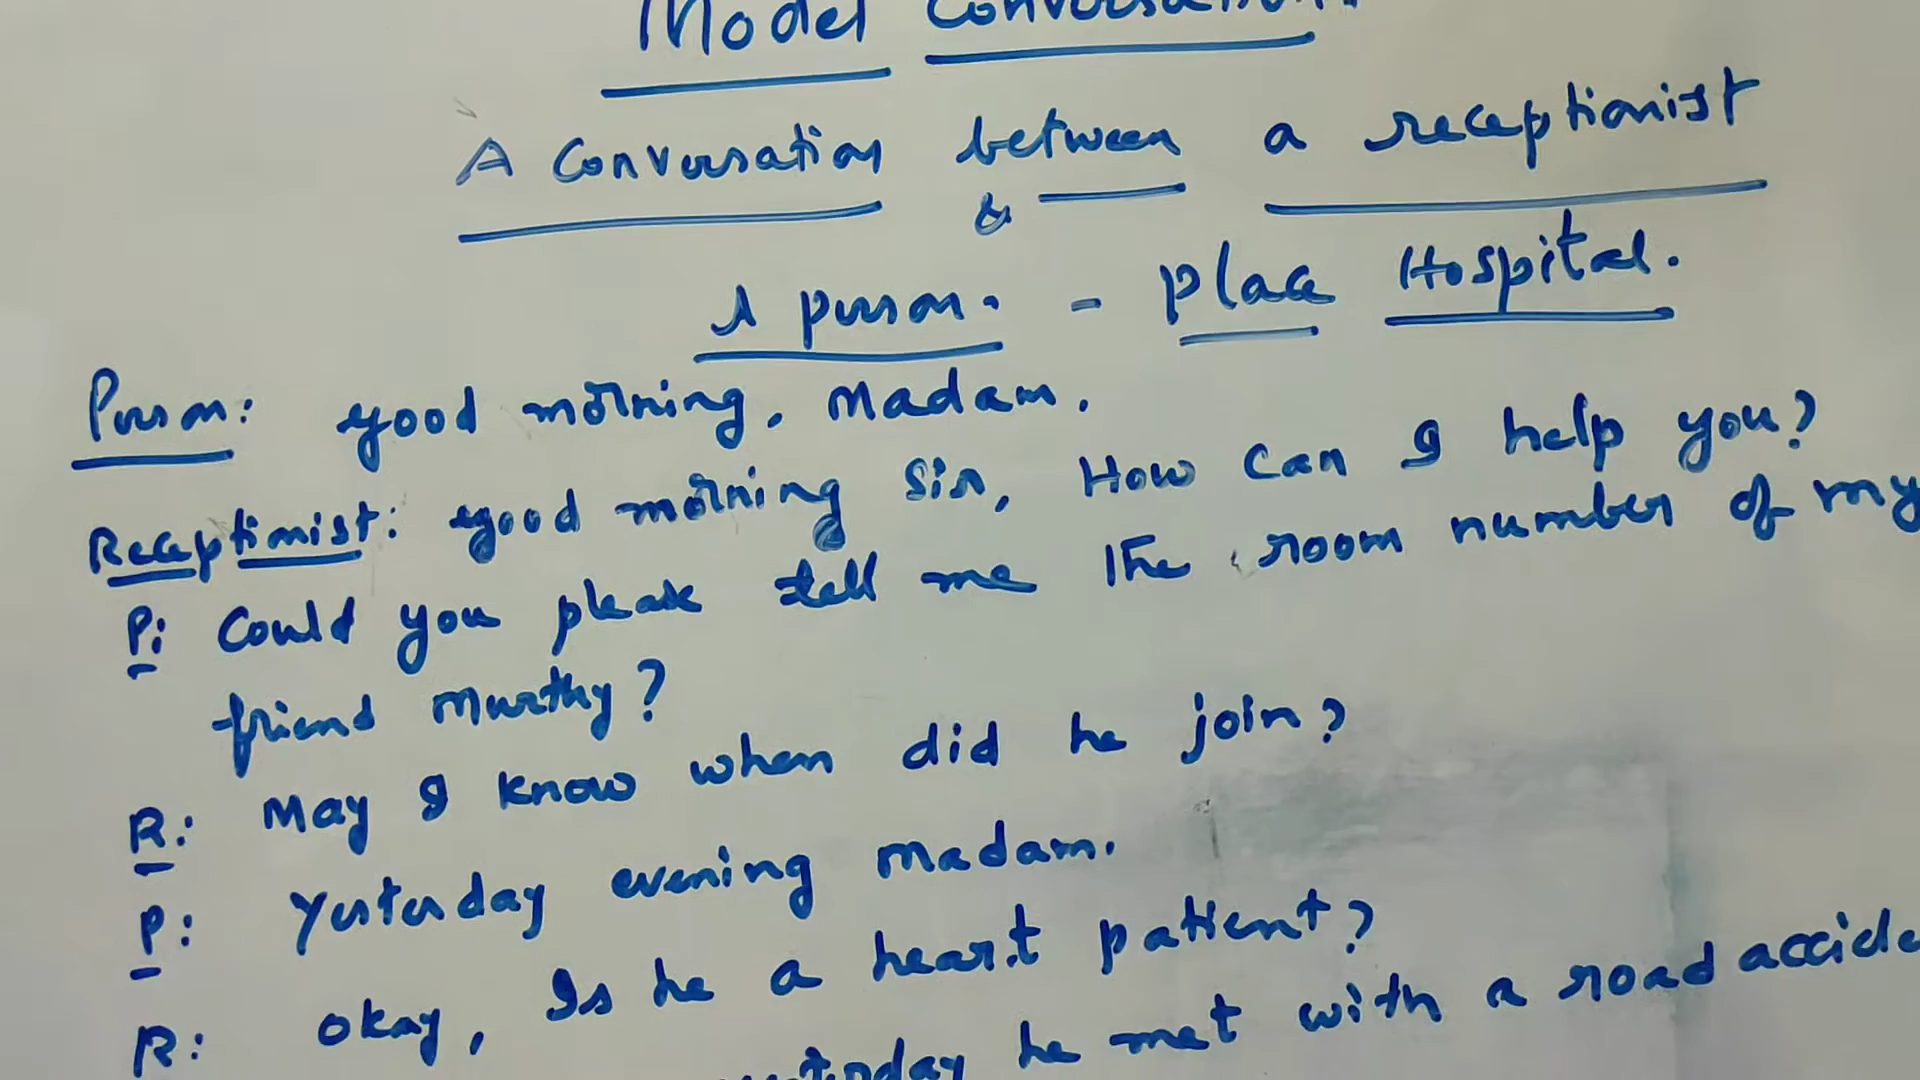 Model Conversation
A Conversation between a receptionist
&
A person. - Place Hospital.
Person: good morning, Madam.
Receptionist: good morning Sir, How can I help you?
P: Could you please tell me the room number of my
friend Murthy?
R: May I know when did he join?
P: Yesterday evening madam.
R: okay, Is he a heart patient?
yesterday he met with a road accide